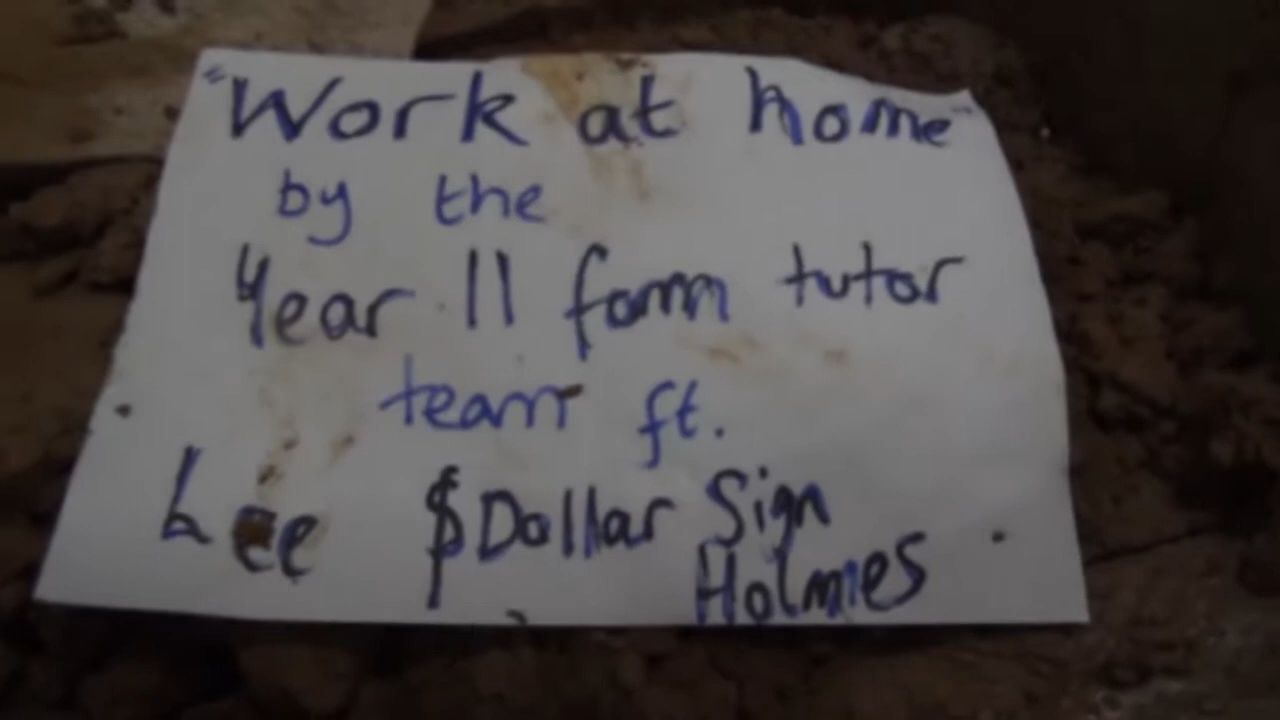 "Work at home"
by the
Year 11 form tutor
team ft.
Lee $Dollar Sign
Holmes